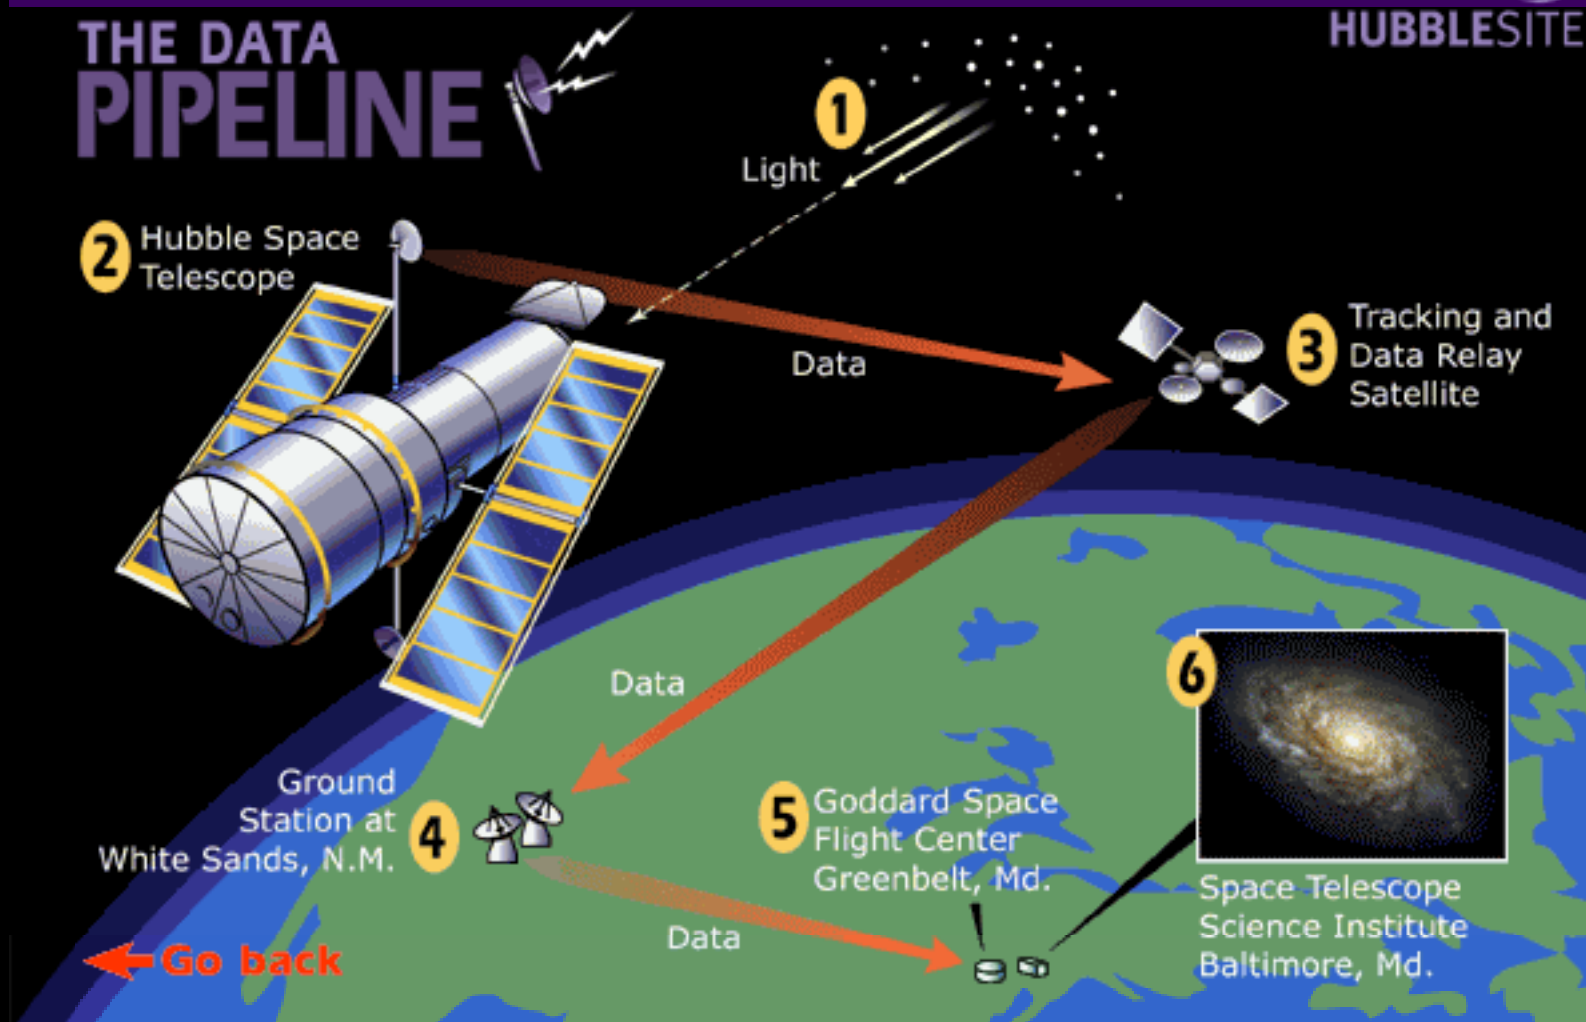 THE DATA
PIPELINE
HUBBLESITE
1
Light
2
Hubble Space
Telescope
Data
3
Tracking and
Data Relay
Satellite
Data
Ground
Station at
White Sands, N.M.
4
5
Goddard Space
Flight Center
Greenbelt, Md.
6
Space Telescope
Science Institute
Baltimore, Md.
Data
Go back